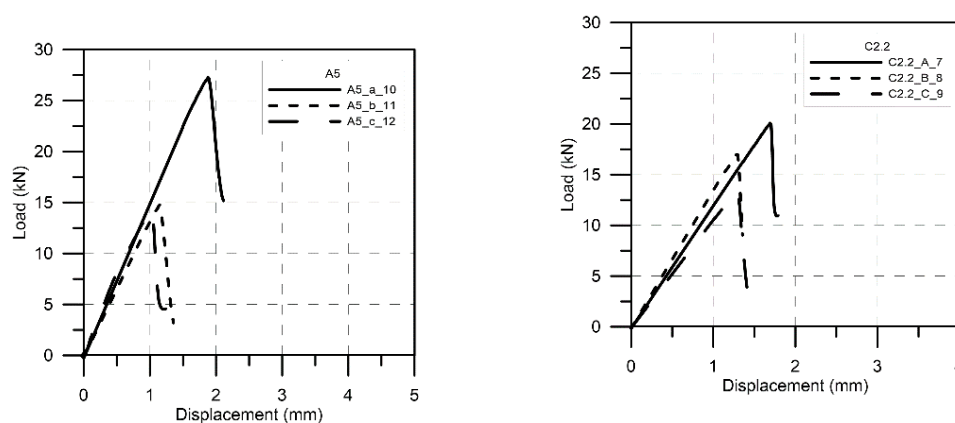 A5
A5_a_10
A5_b_11
A5_c_12
30
25
20
15
10
5
0
Load (kN)
0 1 2 3 4 5
Displacement (mm)
C2.2
C2.2_A_7
C2.2_B_8
C2.2_C_9
30
25
20
15
10
5
0
Load (kN)
0 1 2 3
Displacement (mm)